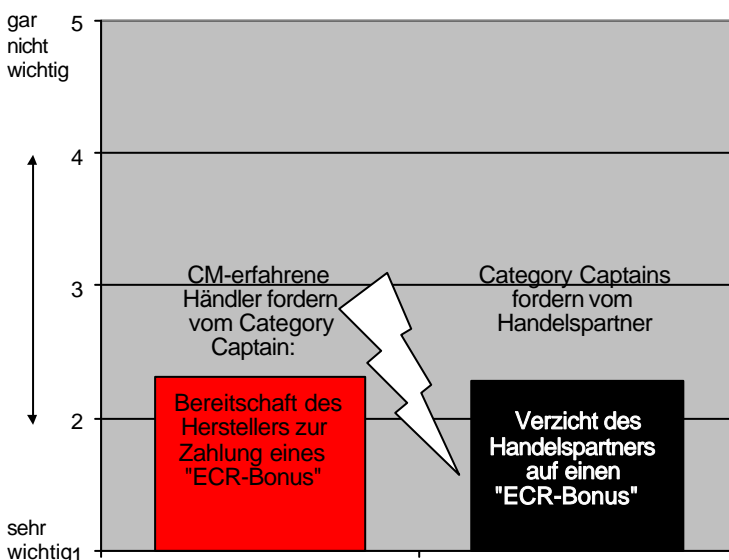 gar
nicht
wichtig
5
4
3
2
sehr
wichtig
1
CM-erfahrene
Händler fordern
vom Category
Captain:
Category Captains
fordern vom
Handelspartner
Bereitschaft des
Herstellers zur
Zahlung eines
"ECR-Bonus"
Verzicht des
Handelspartners
auf einen
"ECR-Bonus"